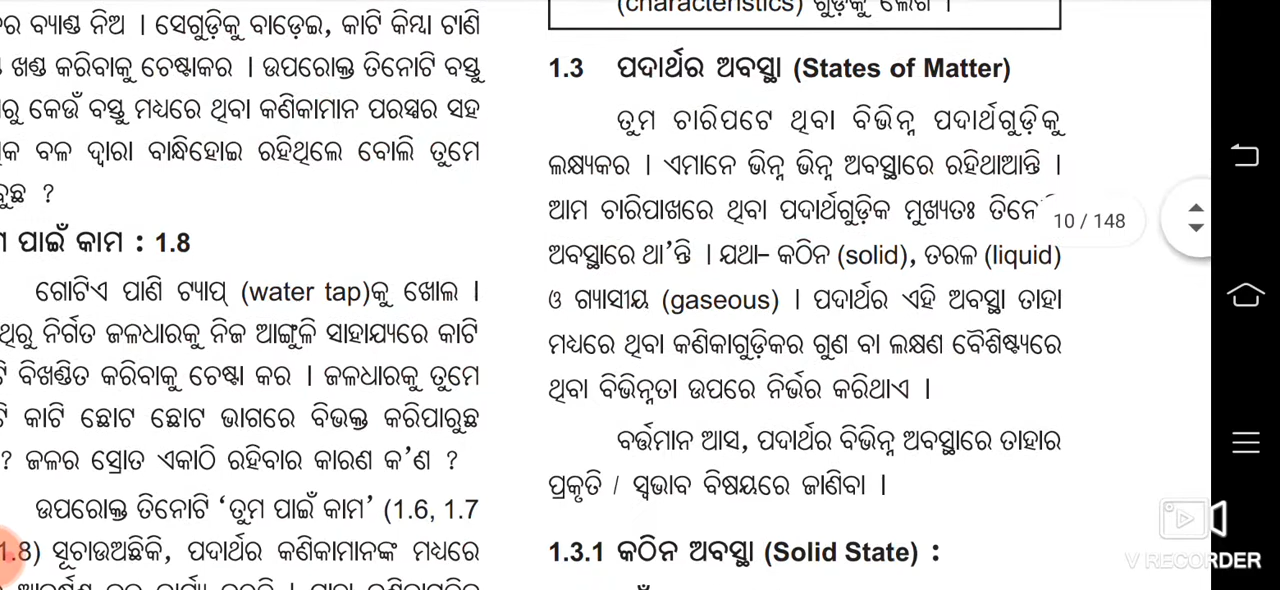 ର ବ୍ୟାଣ୍ଡ ନିଅ । ସେଗୁଡ଼ିକୁ ବାଡ଼େଇ, କାଟି କିମ୍ବା ଟାଣି
ଖଣ୍ଡ କରିବାକୁ ଚେଷ୍ଟାକର । ଉପରୋକ୍ତ ତିନୋଟି ବସ୍ତୁ
ରୁ କେଉଁ ବସ୍ତୁ ମଧ୍ୟରେ ଥିବା କଣିକାମାନ ପରସ୍ପର ସହ
ବଳ ଦ୍ୱାରା ବାନ୍ଧିହୋଇ ରହିଥିଲେ ବୋଲି ତୁମେ
ରୁଛ ?
ପାଇଁ କାମ : 1.8
ଗୋଟିଏ ପାଣି ଟ୍ୟାପ୍ (water tap)କୁ ଖୋଲ ।
ଥିରୁ ନିର୍ଗତ ଜଳଧାରକୁ ନିଜ ଆଙ୍ଗୁଳି ସାହାଯ୍ୟରେ କାଟି
ବିଖଣ୍ଡିତ କରିବାକୁ ଚେଷ୍ଟା କର । ଜଳଧାରକୁ ତୁମେ
କାଟି ଛୋଟ ଛୋଟ ଭାଗରେ ବିଭକ୍ତ କରିପାରୁଛ
? ଜଳର ସ୍ରୋତ ଏକାଠି ରହିବାର କାରଣ କ'ଣ ?
ଉପରୋକ୍ତ ତିନୋଟି ‘ତୁମ ପାଇଁ କାମ’ (1.6, 1.7
1.8) ସୂଚାଉଅଛିକି, ପଦାର୍ଥର କଣିକାମାନଙ୍କ ମଧ୍ୟରେ
(characteristics) ଗୁଡ଼ିକୁ ଲେଖ ।
1.3 ପଦାର୍ଥର ଅବସ୍ଥା (States of Matter)
ତୁମ ଚାରିପଟେ ଥିବା ବିଭିନ୍ନ ପଦାର୍ଥଗୁଡ଼ିକୁ
ଲକ୍ଷ୍ୟକର । ଏମାନେ ଭିନ୍ନ ଭିନ୍ନ ଅବସ୍ଥାରେ ରହିଥାଆନ୍ତି ।
ଆମ ଚାରିପାଖରେ ଥିବା ପଦାର୍ଥଗୁଡ଼ିକ ମୁଖ୍ୟତଃ ତିନୋ
ଅବସ୍ଥାରେ ଥା’ନ୍ତି । ଯଥା– କଠିନ (solid), ତରଳ (liquid)
ଓ ଗ୍ୟାସୀୟ (gaseous) । ପଦାର୍ଥର ଏହି ଅବସ୍ଥା ତାହା
ମଧ୍ୟରେ ଥିବା କଣିକାଗୁଡ଼ିକର ଗୁଣ ବା ଲକ୍ଷଣ ବୈଶିଷ୍ଟ୍ୟରେ
ଥିବା ବିଭିନ୍ନତା ଉପରେ ନିର୍ଭର କରିଥାଏ ।
ବର୍ତ୍ତମାନ ଆସ, ପଦାର୍ଥର ବିଭିନ୍ନ ଅବସ୍ଥାରେ ତାହାର
ପ୍ରକୃତି / ସ୍ୱଭାବ ବିଷୟରେ ଜାଣିବା ।
1.3.1 କଠିନ ଅବସ୍ଥା (Solid State) :
10 / 148
V RECORDER